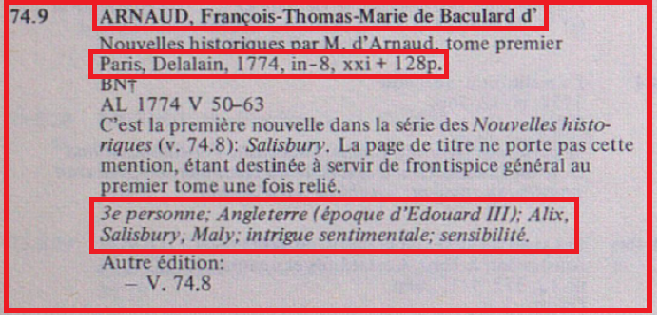 74.9 ARNAUD, François-Thomas-Marie de Baculard d'
Nouvelles historiques par M. d'Arnaud, tome premier
Paris, Delalain, 1774, in-8, xxi + 128p.
BN†
AL 1774 V 50–63
C'est la première nouvelle dans la série des Nouvelles histo-
riques (v. 74.8): Salisbury. La page de titre ne porte pas cette
mention, étant destinée à servir de frontispice général au
premier tome une fois relié.
3e personne; Angleterre (époque d'Edouard III); Alix,
Salisbury, Maly; intrigue sentimentale; sensibilité.
Autre édition:
– V. 74.8